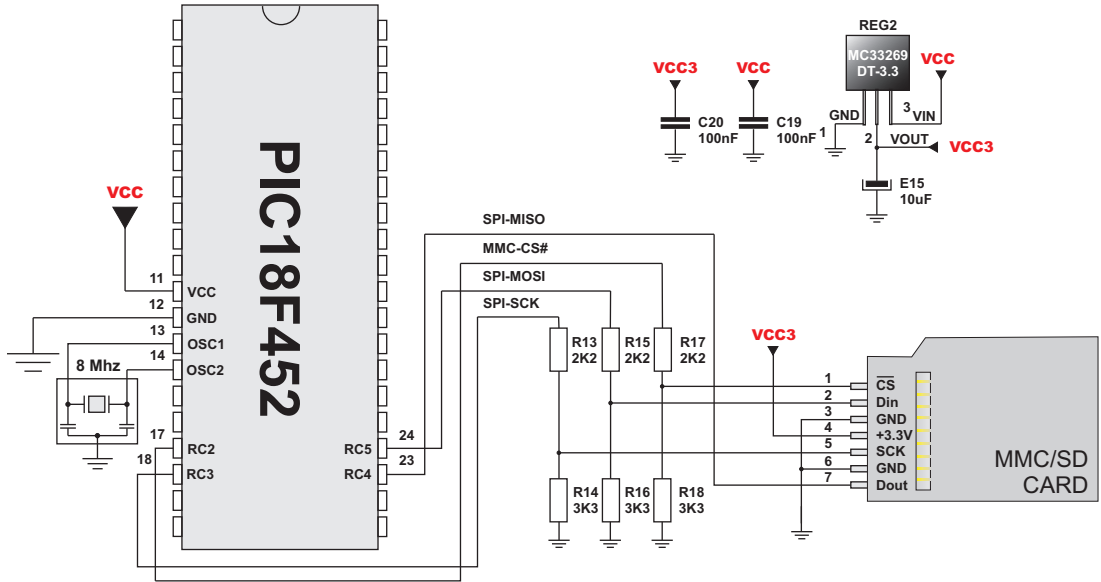 REG2
MC33269
DT-3.3
VCC3
VCC
VCC
C20
100nF
C19
100nF
GND
1
2
3
VIN
VOUT
VCC3
E15
10uF
PIC18F452
VCC
11
VCC
12
GND
13
OSC1
14
OSC2
8 Mhz
17
RC2
18
RC3
24
RC5
23
RC4
SPI-MISO
MMC-CS#
SPI-MOSI
SPI-SCK
R13
2K2
R15
2K2
R17
2K2
R14
3K3
R16
3K3
R18
3K3
VCC3
1
CS
2
Din
3
GND
4
+3.3V
5
SCK
6
GND
7
Dout
MMC/SD
CARD